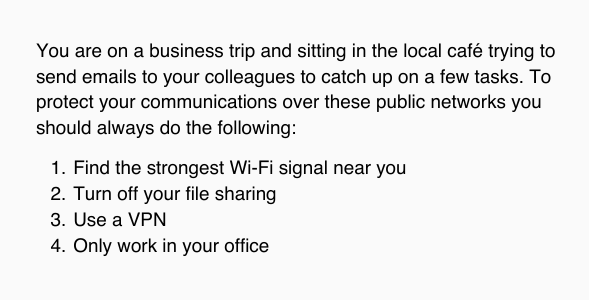 You are on a business trip and sitting in the local café trying to
send emails to your colleagues to catch up on a few tasks. To
protect your communications over these public networks you
should always do the following:
1. Find the strongest Wi-Fi signal near you
2. Turn off your file sharing
3. Use a VPN
4. Only work in your office